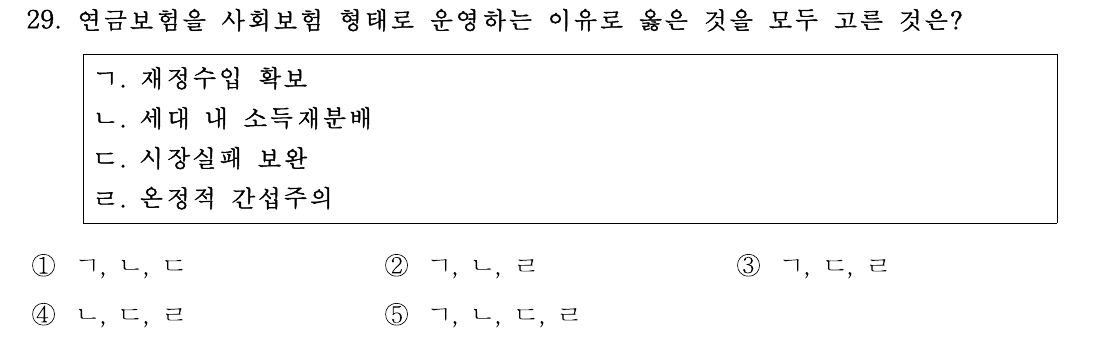 29. 연금보험을 사회보험 형태로 운영하는 이유로 옳은 것을 모두 고른 것은?
ㄱ. 재정수입 확보
ㄴ. 세대 내 소득재분배
ㄷ. 시장실패 보완
ㄹ. 온정적 간섭주의
① ㄱ, ㄴ, ㄷ ② ㄱ, ㄴ, ㄹ ③ ㄱ, ㄷ, ㄹ
④ ㄴ, ㄷ, ㄹ ⑤ ㄱ, ㄴ, ㄷ, ㄹ